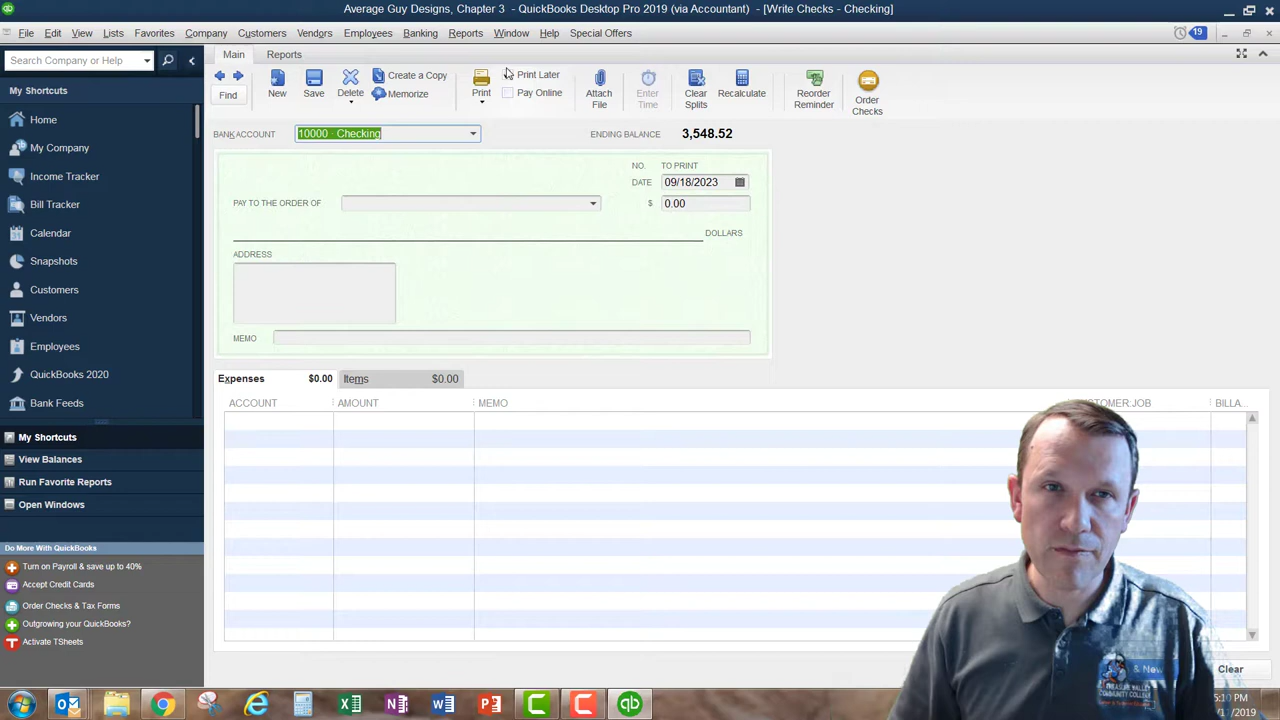 Average Guy Designs, Chapter 3 - QuickBooks Desktop Pro 2019 (via Accountant) - [Write Checks - Checking]
File Edit View Lists Favorites Company Customers Vendors Employees Banking Reports Window Help Special Offers 19
Search Company or Help
Main Reports
My Shortcuts
Home
My Company
Income Tracker
Bill Tracker
Calendar
Snapshots
Customers
Vendors
Employees
QuickBooks 2020
Bank Feeds
My Shortcuts
View Balances
Run Favorite Reports
Open Windows
Do More With QuickBooks
Turn on Payroll & save up to 40%
Accept Credit Cards
Order Checks & Tax Forms
Outgrowing your QuickBooks?
Activate TSheets
Find
New
Save
Delete
Create a Copy
Memorize
Print
Print Later
Pay Online
Attach File
Enter Time
Clear Splits
Recalculate
Reorder Reminder
Order Checks
BANK ACCOUNT 10000 · Checking ENDING BALANCE 3,548.52
NO. TO PRINT
DATE 09/18/2023
PAY TO THE ORDER OF $ 0.00
DOLLARS
ADDRESS
MEMO
Expenses $0.00 Items $0.00
ACCOUNT AMOUNT MEMO CUSTOMER:JOB BILLA...
& New Clear
TREASURE VALLEY
COMMUNITY COLLEGE